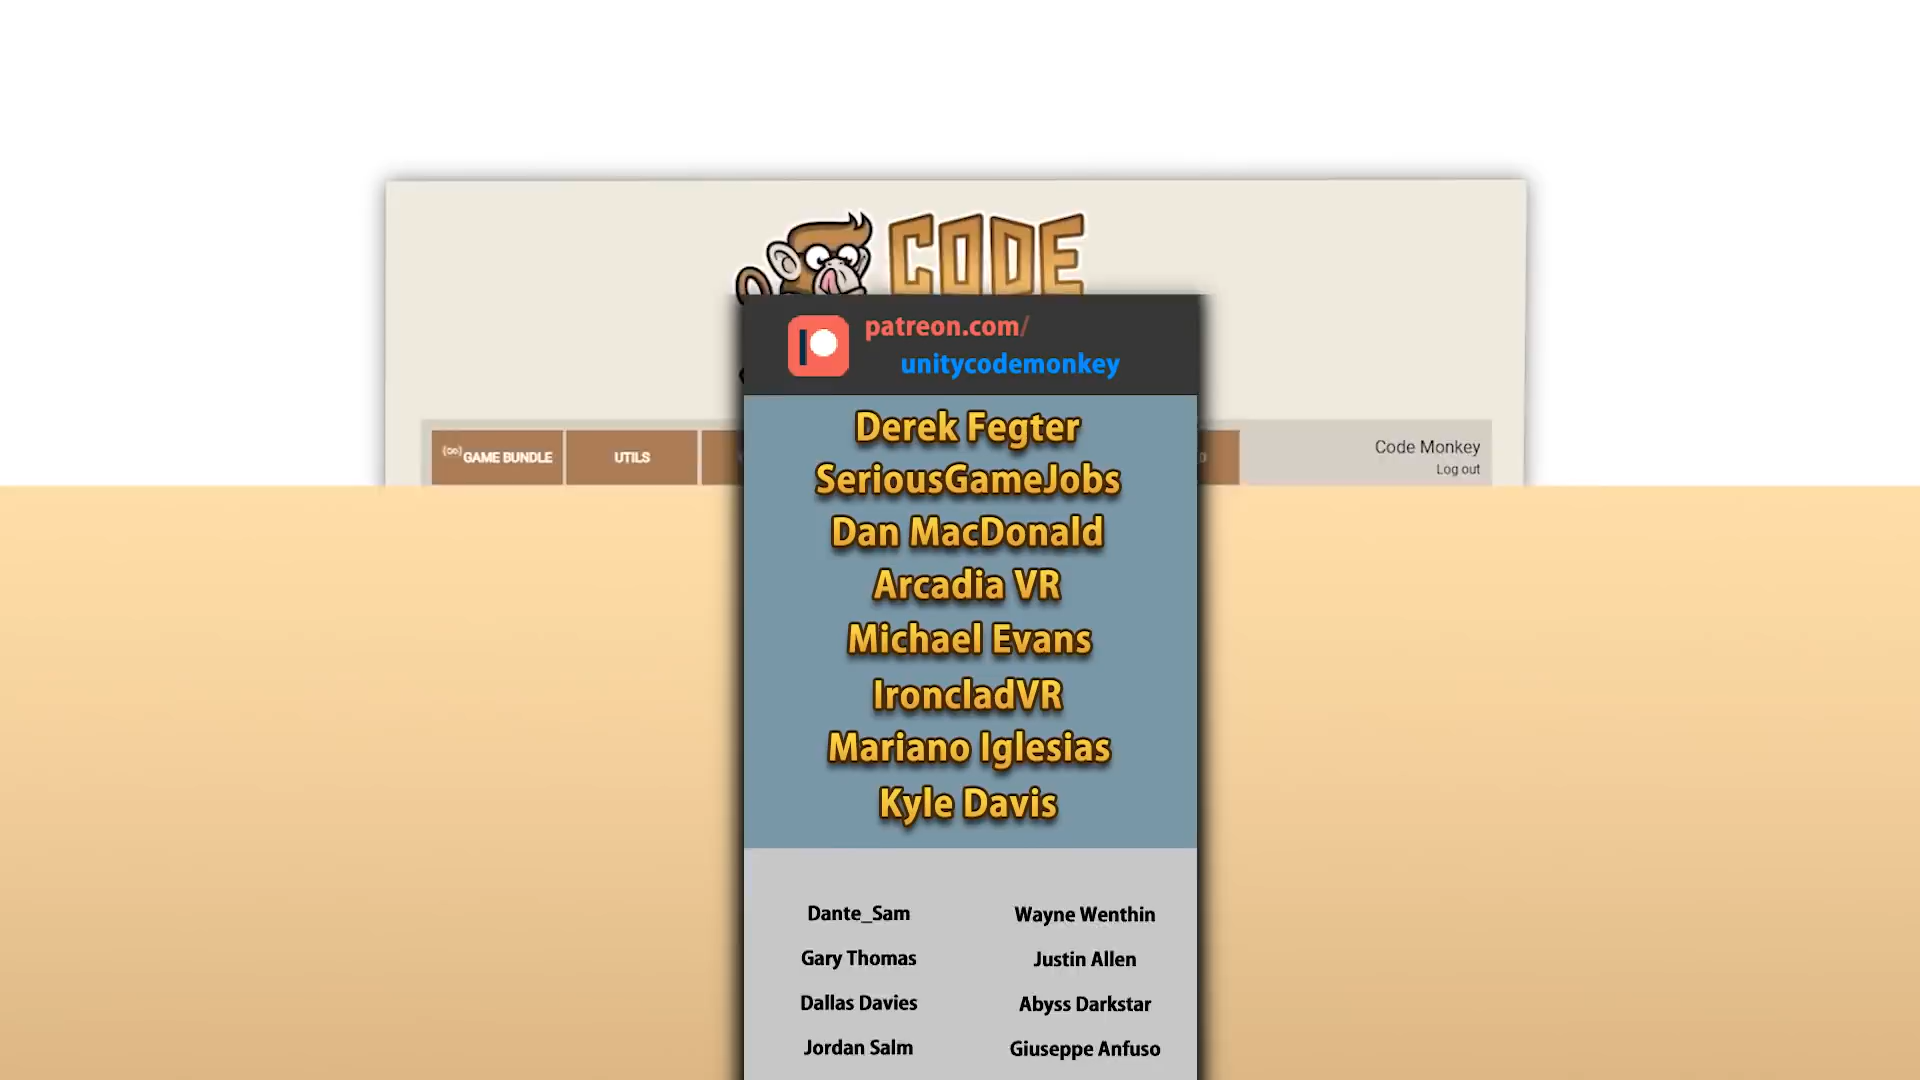 CODE
patreon.com/
unitycodemonkey
GAME BUNDLE
UTILS
Code Monkey
Log out
Derek Fegter
SeriousGameJobs
Dan MacDonald
Arcadia VR
Michael Evans
IroncladVR
Mariano Iglesias
Kyle Davis
Dante_Sam
Wayne Wenthin
Gary Thomas
Justin Allen
Dallas Davies
Abyss Darkstar
Jordan Salm
Giuseppe Anfuso